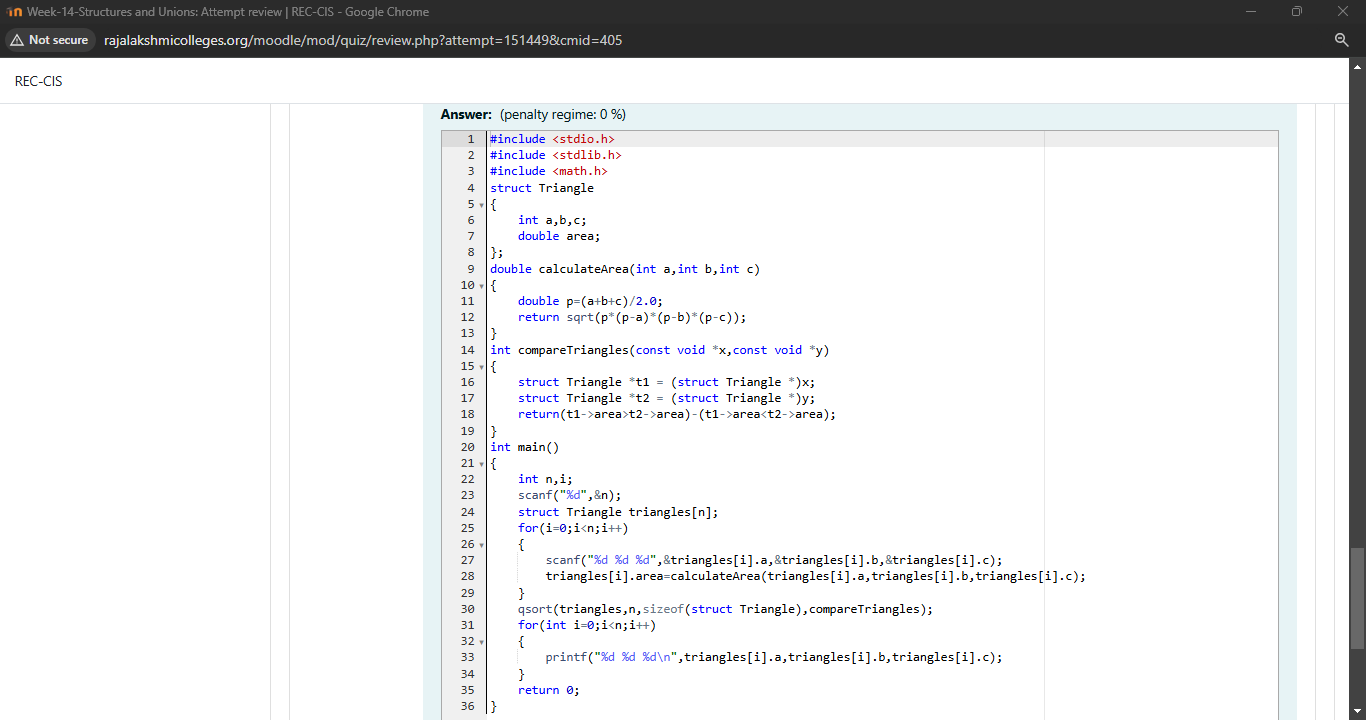 Week-14-Structures and Unions: Attempt review | REC-CIS - Google Chrome
Not secure rajalakshmicolleges.org/moodle/mod/quiz/review.php?attempt=151449&cmid=405
REC-CIS
Answer: (penalty regime: 0 %)
1 #include <stdio.h>
2 #include <stdlib.h>
3 #include <math.h>
4 struct Triangle
5 {
6     int a,b,c;
7     double area;
8 };
9 double calculateArea(int a,int b,int c)
10 {
11     double p=(a+b+c)/2.0;
12     return sqrt(p*(p-a)*(p-b)*(p-c));
13 }
14 int compareTriangles(const void *x,const void *y)
15 {
16     struct Triangle *t1 = (struct Triangle *)x;
17     struct Triangle *t2 = (struct Triangle *)y;
18     return(t1->area>t2->area)-(t1->area<t2->area);
19 }
20 int main()
21 {
22     int n,i;
23     scanf("%d",&n);
24     struct Triangle triangles[n];
25     for(i=0;i<n;i++)
26     {
27         scanf("%d %d %d",&triangles[i].a,&triangles[i].b,&triangles[i].c);
28         triangles[i].area=calculateArea(triangles[i].a,triangles[i].b,triangles[i].c);
29     }
30     qsort(triangles,n,sizeof(struct Triangle),compareTriangles);
31     for(int i=0;i<n;i++)
32     {
33         printf("%d %d %d\n",triangles[i].a,triangles[i].b,triangles[i].c);
34     }
35     return 0;
36 }